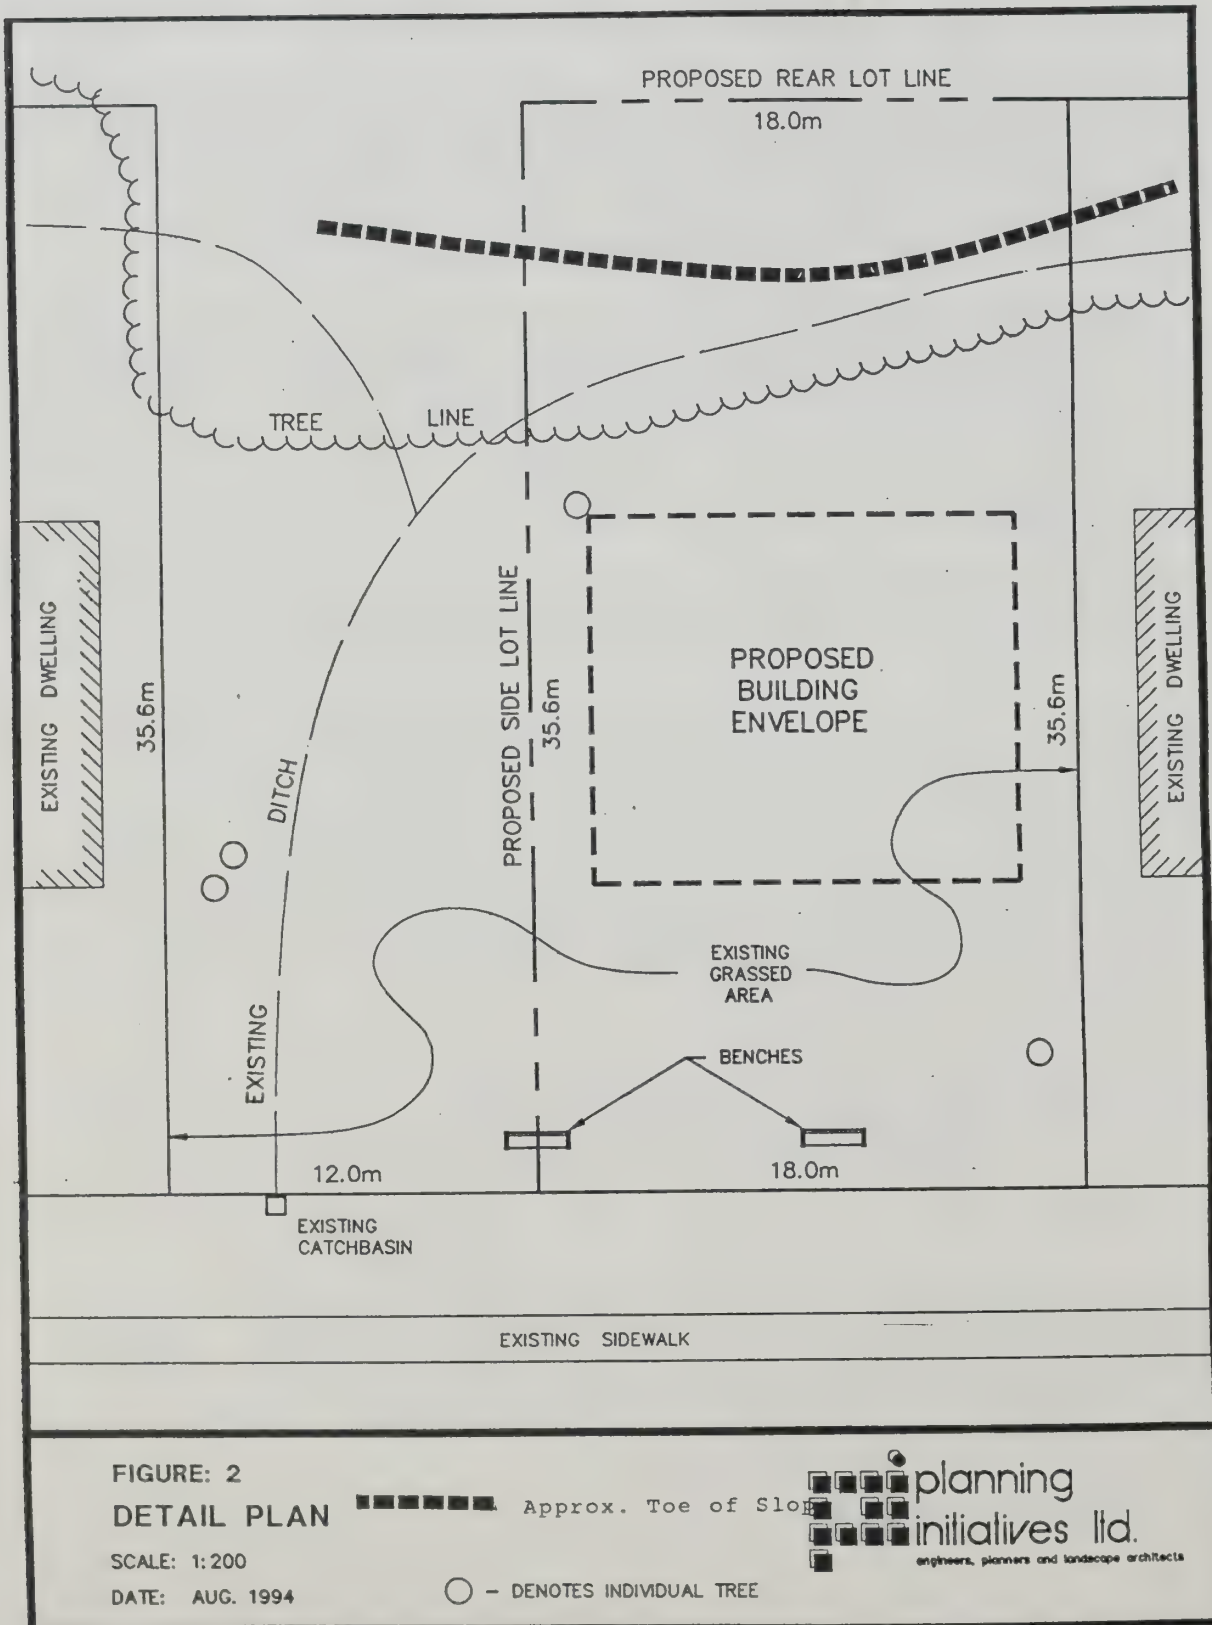 PROPOSED REAR LOT LINE
18.0m
TREE LINE
EXISTING DWELLING
35.6m
PROPOSED SIDE LOT LINE
35.6m
PROPOSED
BUILDING
ENVELOPE
35.6m
EXISTING DWELLING
EXISTING DITCH
EXISTING
GRASSED
AREA
BENCHES
12.0m
18.0m
EXISTING
CATCHBASIN
EXISTING SIDEWALK
FIGURE: 2
DETAIL PLAN
Approx. Toe of Slop
SCALE: 1:200
DATE: AUG. 1994
- DENOTES INDIVIDUAL TREE
planning
initiatives ltd.
engineers, planners and landscape architects